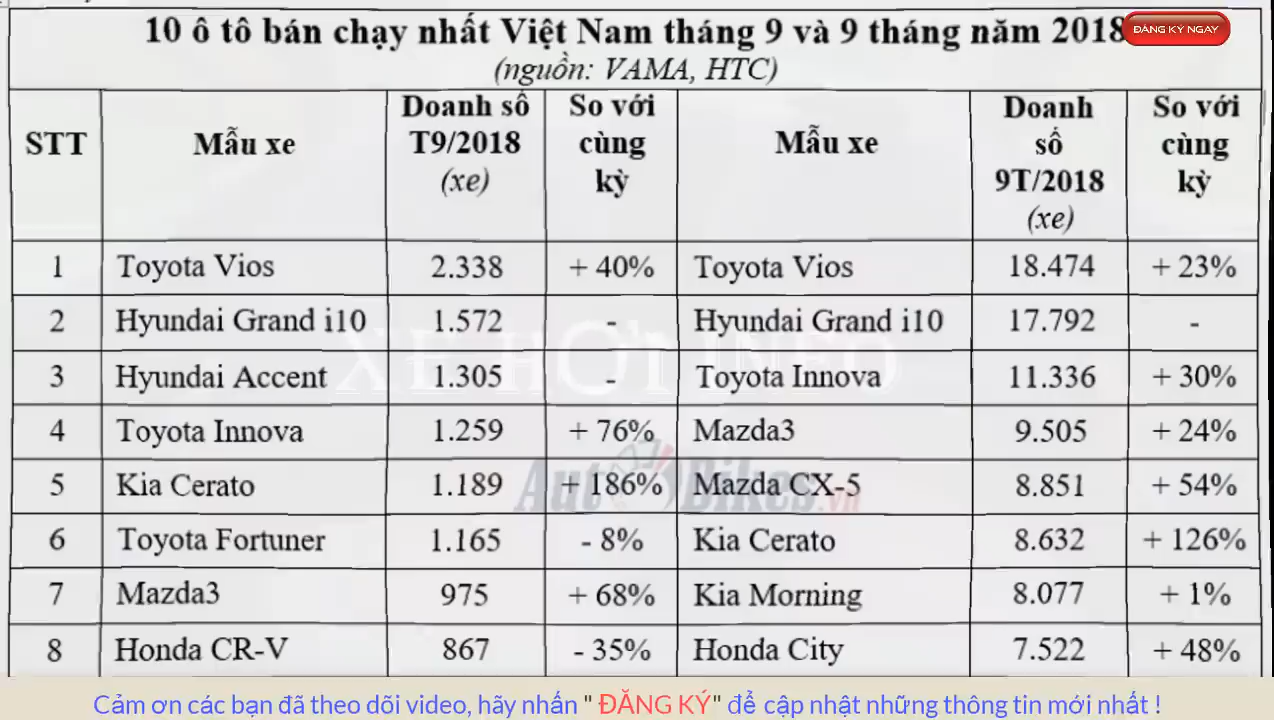 10 ô tô bán chạy nhất Việt Nam tháng 9 và 9 tháng năm 2018
ĐĂNG KÝ NGAY
(nguồn: VAMA, HTC)
STT Mẫu xe Doanh số T9/2018 (xe) So với cùng kỳ Mẫu xe Doanh số 9T/2018 (xe) So với cùng kỳ
1 Toyota Vios 2.338 + 40% Toyota Vios 18.474 + 23%
2 Hyundai Grand i10 1.572 - Hyundai Grand i10 17.792 -
XE HƠI INFO
3 Hyundai Accent 1.305 - Toyota Innova 11.336 + 30%
4 Toyota Innova 1.259 + 76% Mazda3 9.505 + 24%
5 Kia Cerato 1.189 + 186% Mazda CX-5 8.851 + 54%
AutoBikes.vn
6 Toyota Fortuner 1.165 - 8% Kia Cerato 8.632 + 126%
7 Mazda3 975 + 68% Kia Morning 8.077 + 1%
8 Honda CR-V 867 - 35% Honda City 7.522 + 48%
Cảm ơn các bạn đã theo dõi video, hãy nhấn " ĐĂNG KÝ" để cập nhật những thông tin mới nhất !